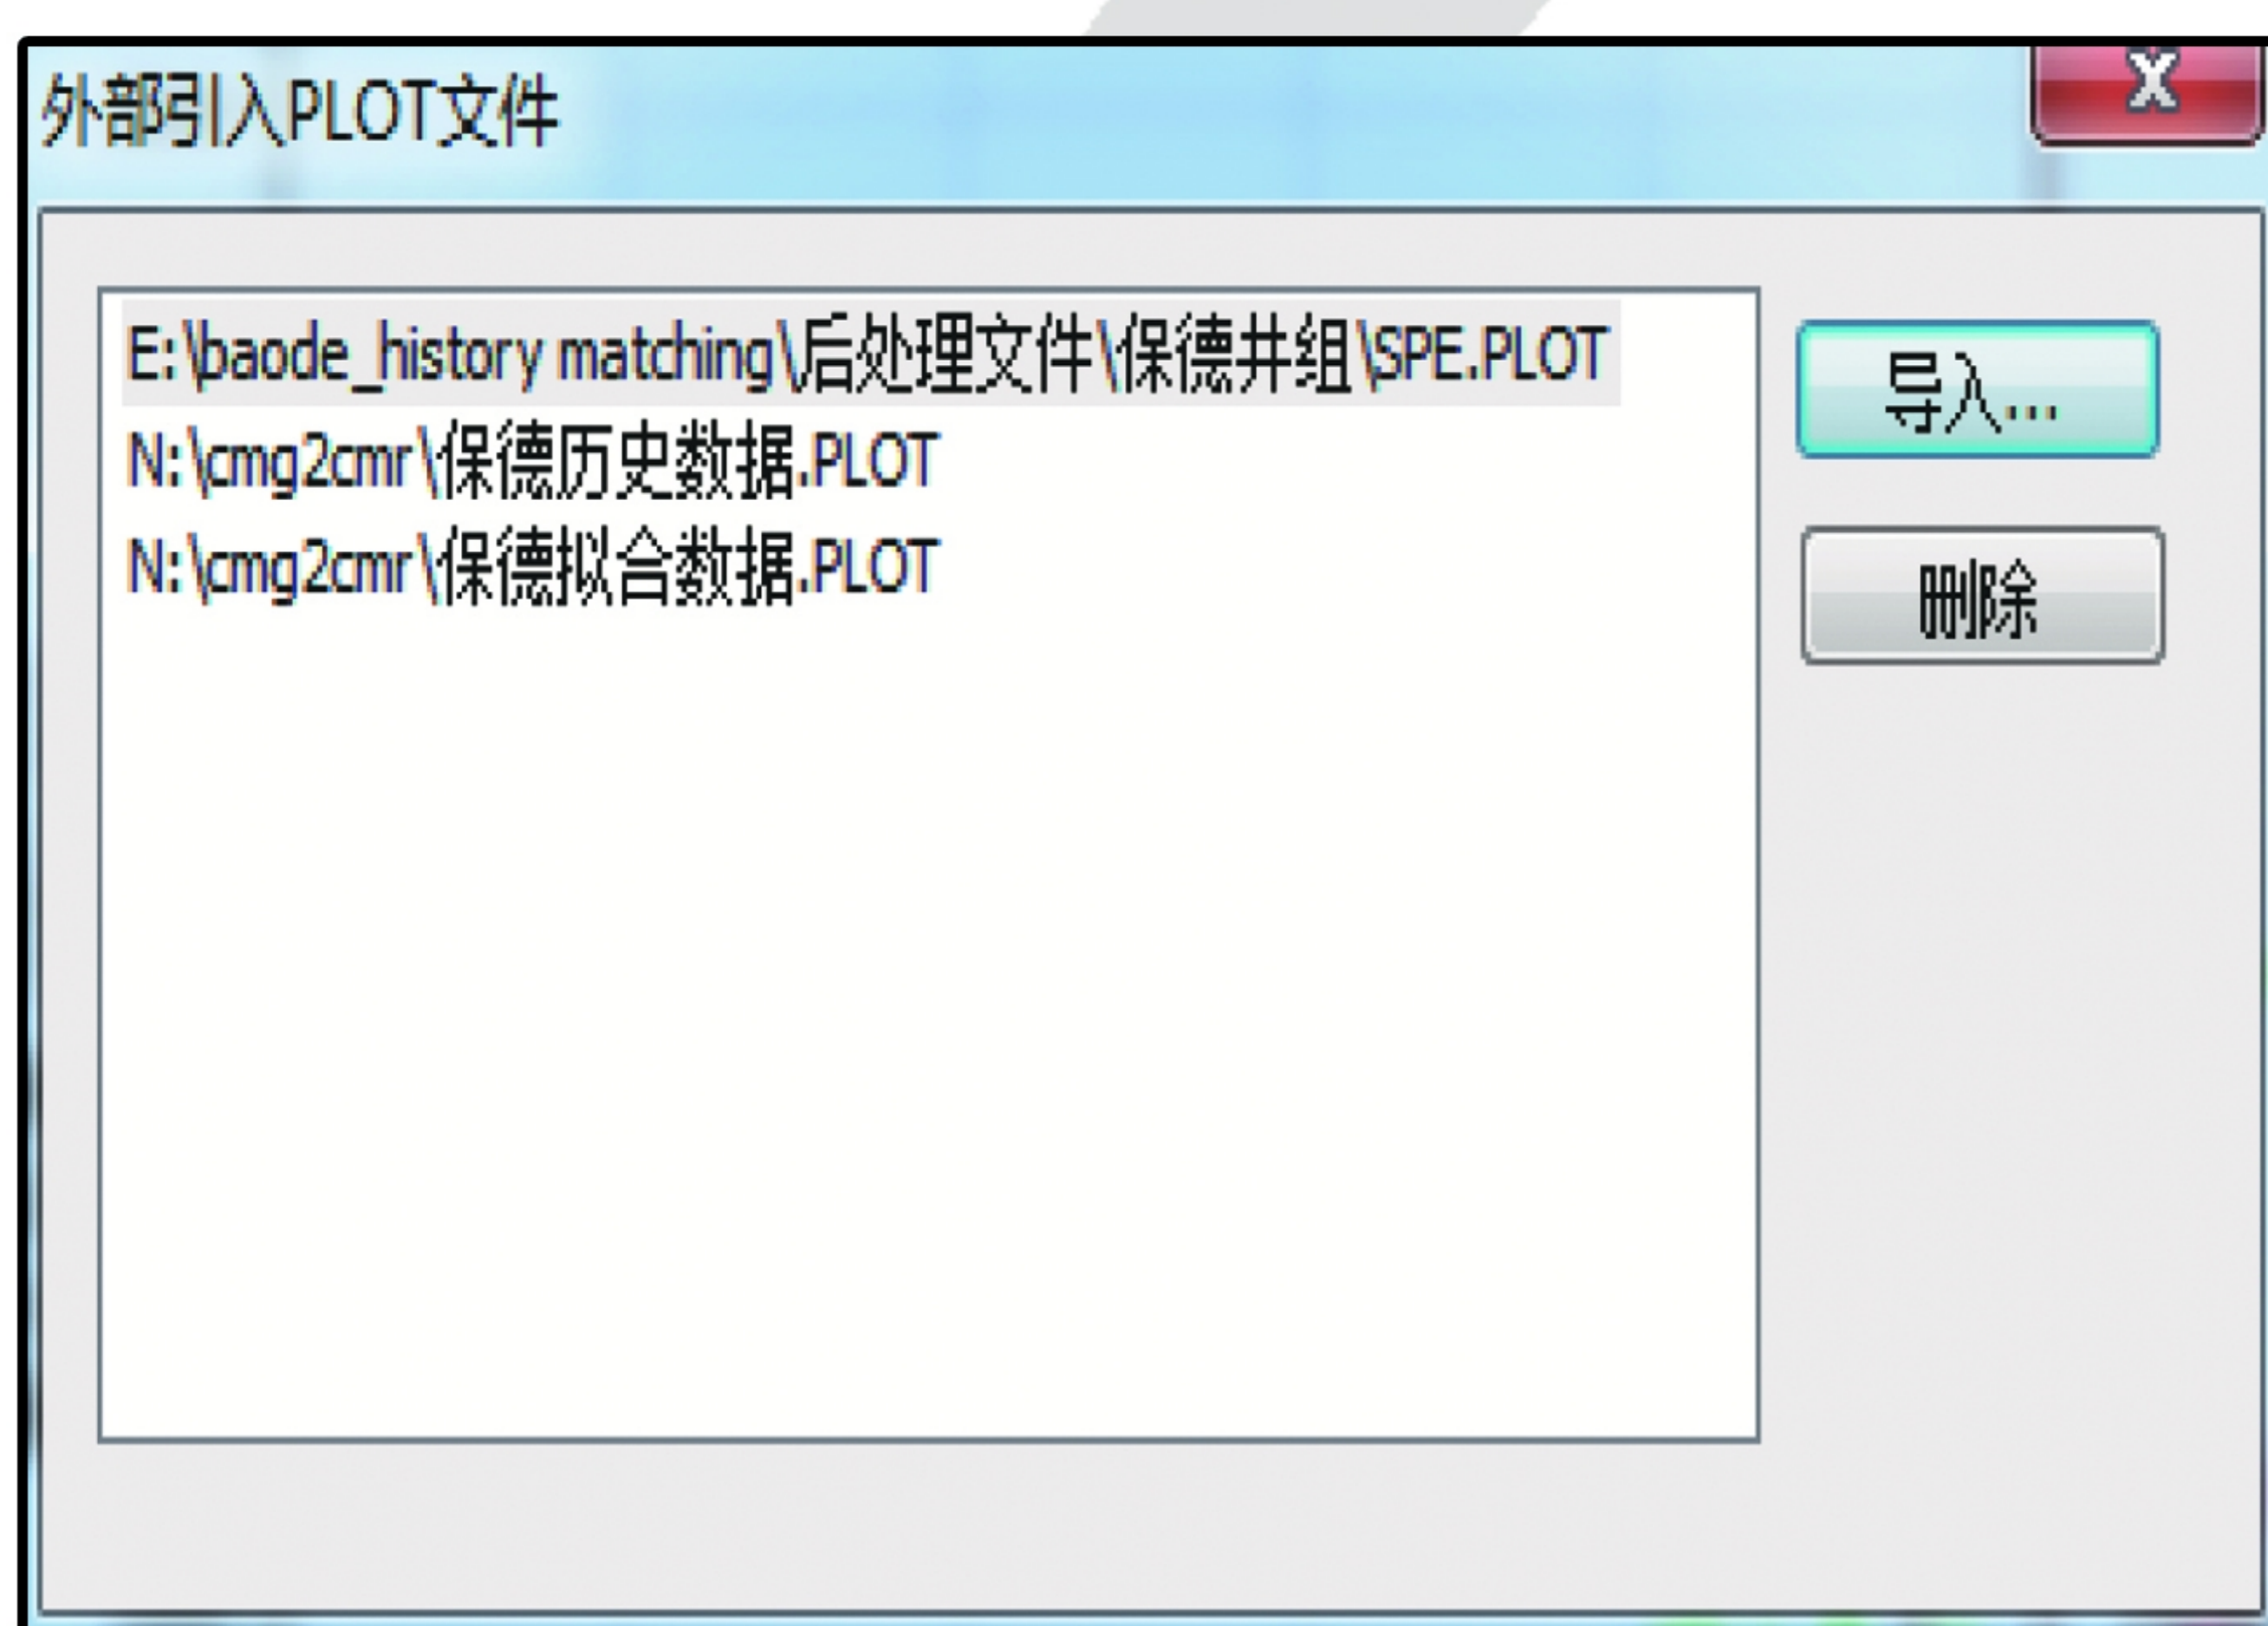 外部引入PLOT文件
E:\baode_history matching\后处理文件\保德井组\SPE.PLOT
N:\cmg2cmr\保德历史数据.PLOT
N:\cmg2cmr\保德拟合数据.PLOT
导入...
删除